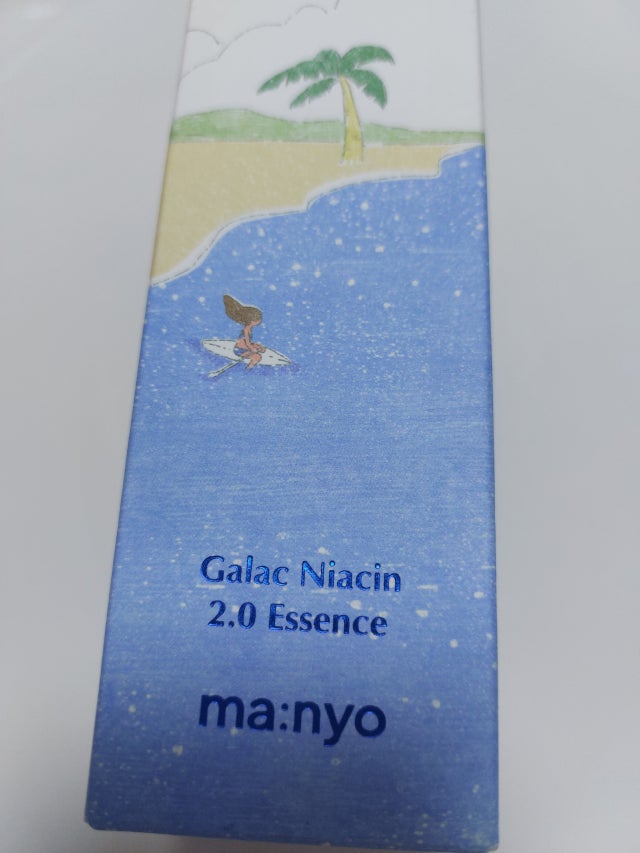 Galac Niacin
2.0 Essence
ma:nyo